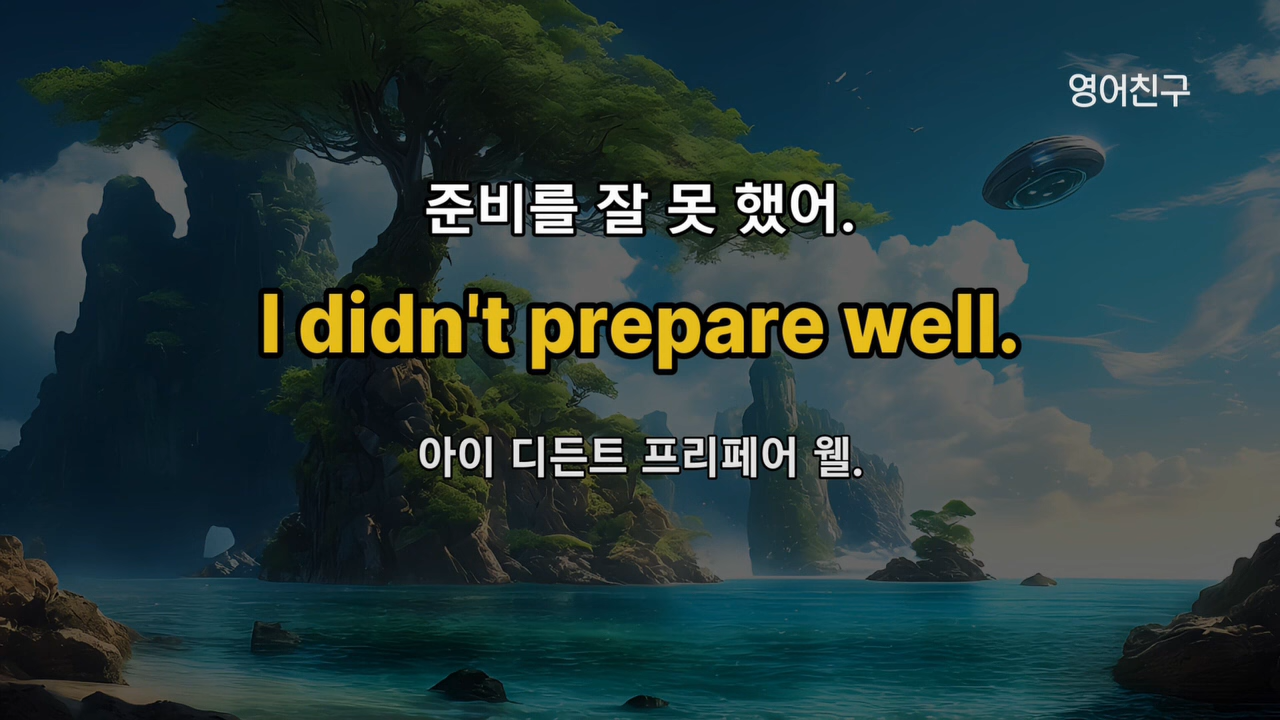 영어친구
준비를 잘 못 했어.
I didn't prepare well.
아이 디든트 프리페어 웰.